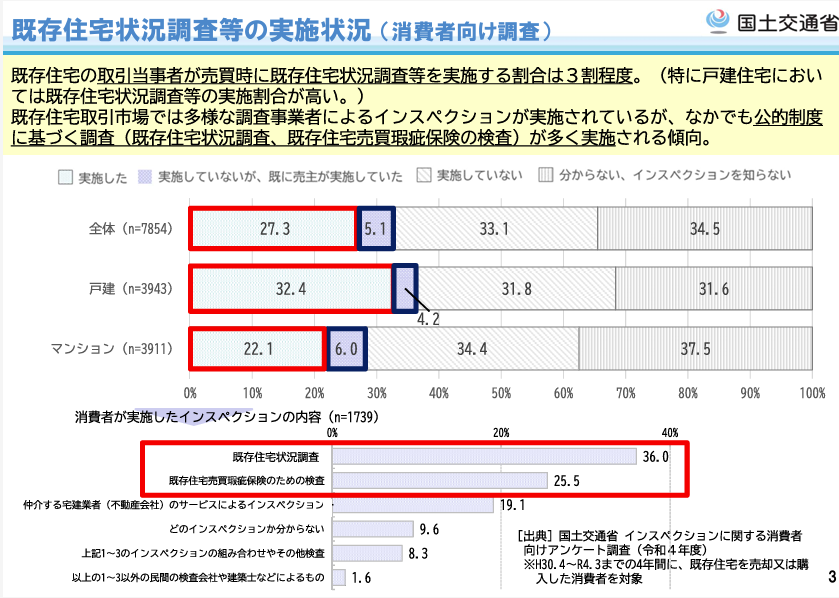 既存住宅状況調査等の実施状況（消費者向け調査）
国土交通省
既存住宅の取引当事者が売買時に既存住宅状況調査等を実施する割合は３割程度。（特に戸建住宅におい
ては既存住宅状況調査等の実施割合が高い。）
既存住宅取引市場では多様な調査事業者によるインスペクションが実施されているが、なかでも公的制度
に基づく調査（既存住宅状況調査、既存住宅売買瑕疵保険の検査）が多く実施される傾向。
実施した 実施していないが、既に売主が実施していた 実施していない 分からない、インスペクションを知らない
全体（n=7854） 27.3 5.1 33.1 34.5
戸建（n=3943） 32.4 4.2 31.8 31.6
マンション（n=3911） 22.1 6.0 34.4 37.5
0% 10% 20% 30% 40% 50% 60% 70% 80% 90% 100%
消費者が実施したインスペクションの内容（n=1739）
0% 20% 40%
既存住宅状況調査 36.0
既存住宅売買瑕疵保険のための検査 25.5
仲介する宅建業者（不動産会社）のサービスによるインスペクション 19.1
どのインスペクションか分からない 9.6
上記1～3のインスペクションの組み合わせやその他検査 8.3
以上の1～3以外の民間の検査会社や建築士などによるもの 1.6
［出典］国土交通省 インスペクションに関する消費者
向けアンケート調査（令和４年度）
※H30.4～R4.3までの4年間に、既存住宅を売却又は購
入した消費者を対象
3